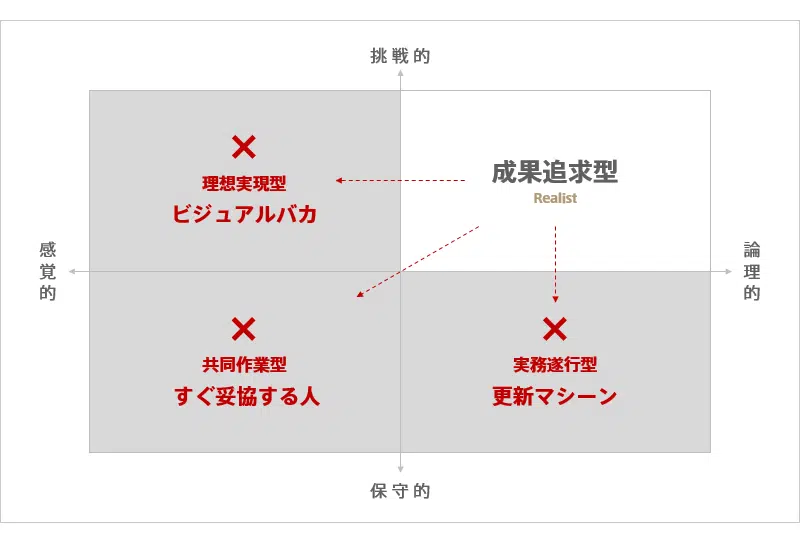 挑戦的
理想実現型
ビジュアルバカ
成果追求型
Realist
感覚的
論理的
共同作業型
すぐ妥協する人
実務遂行型
更新マシーン
保守的